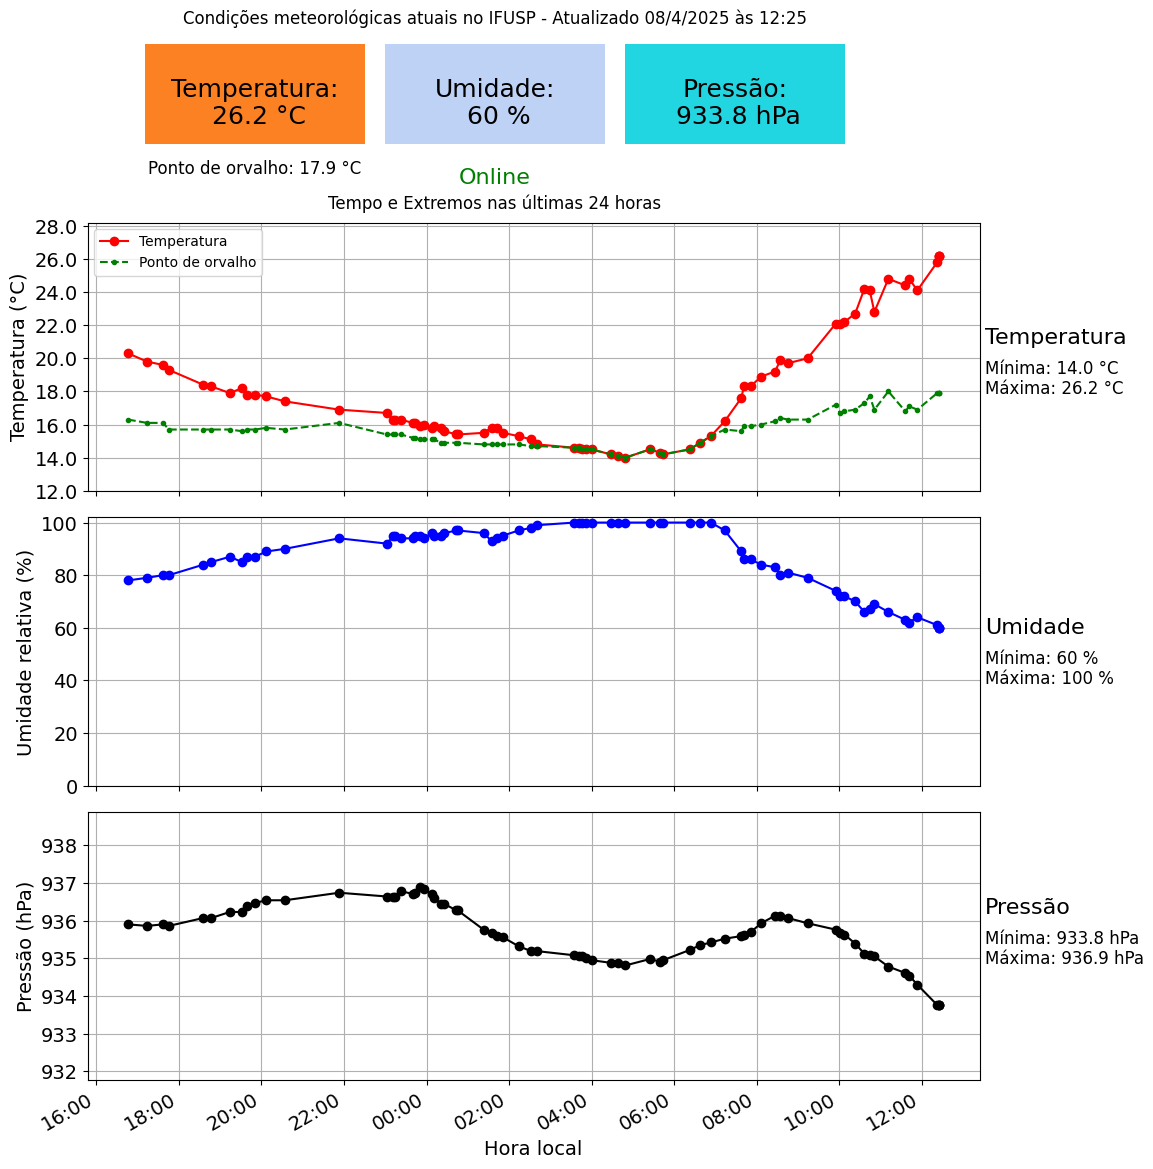 Condições meteorológicas atuais no IFUSP - Atualizado 08/4/2025 às 12:25
Temperatura:
26.2 °C
Umidade:
60 %
Pressão:
933.8 hPa
Ponto de orvalho: 17.9 °C
Online
Tempo e Extremos nas últimas 24 horas
Temperatura (°C)
28.0
26.0
24.0
22.0
20.0
18.0
16.0
14.0
12.0
Temperatura
Ponto de orvalho
Temperatura
Mínima: 14.0 °C
Máxima: 26.2 °C
Umidade relativa (%)
100
80
60
40
20
0
Umidade
Mínima: 60 %
Máxima: 100 %
Pressão (hPa)
938
937
936
935
934
933
932
Pressão
Mínima: 933.8 hPa
Máxima: 936.9 hPa
16:00
18:00
20:00
22:00
00:00
02:00
04:00
06:00
08:00
10:00
12:00
Hora local